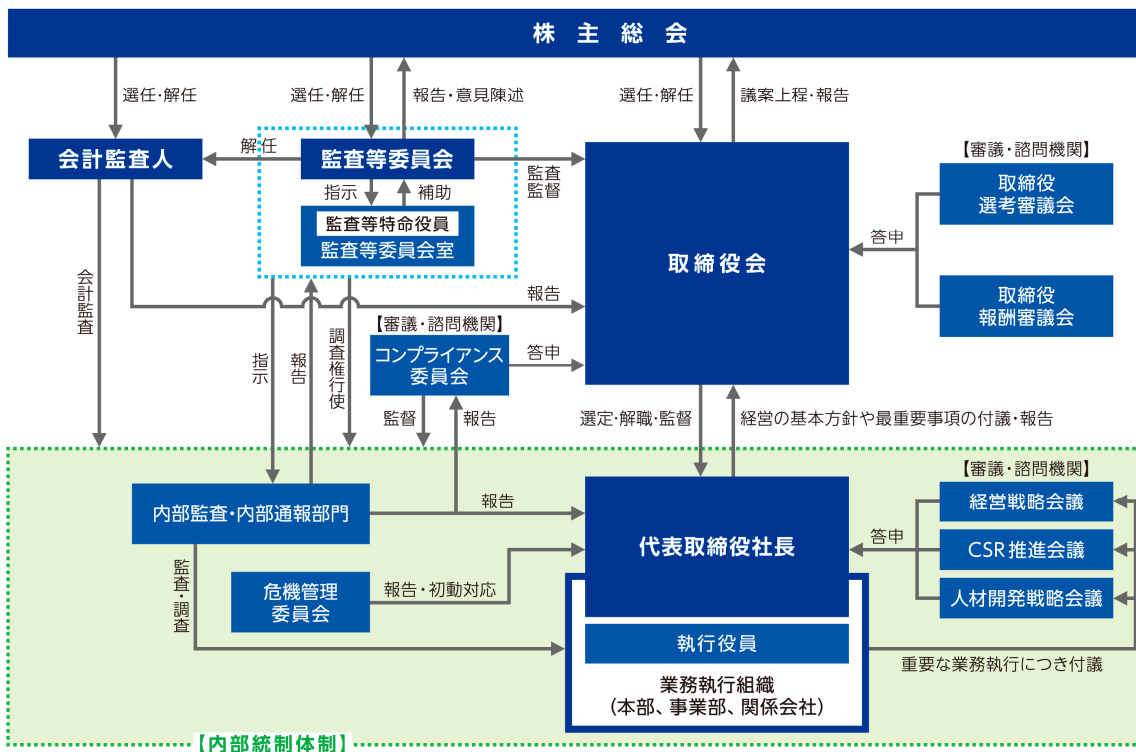 株主総会
選任・解任
選任・解任
報告・意見陳述
選任・解任
議案上程・報告
会計監査人
解任
監査等委員会
監査
監督
指示
補助
監査等特命役員
監査等委員会室
取締役会
【審議・諮問機関】
取締役
選考審議会
答申
取締役
報酬審議会
会計監査
報告
指示
報告
調査権行使
【審議・諮問機関】
コンプライアンス
委員会
答申
監督
報告
選定・解職・監督
経営の基本方針や最重要事項の付議・報告
内部監査・内部通報部門
報告
代表取締役社長
【審議・諮問機関】
経営戦略会議
答申
CSR推進会議
人材開発戦略会議
監査・調査
危機管理
委員会
報告・初動対応
執行役員
業務執行組織
（本部、事業部、関係会社）
重要な業務執行につき付議
【内部統制体制】